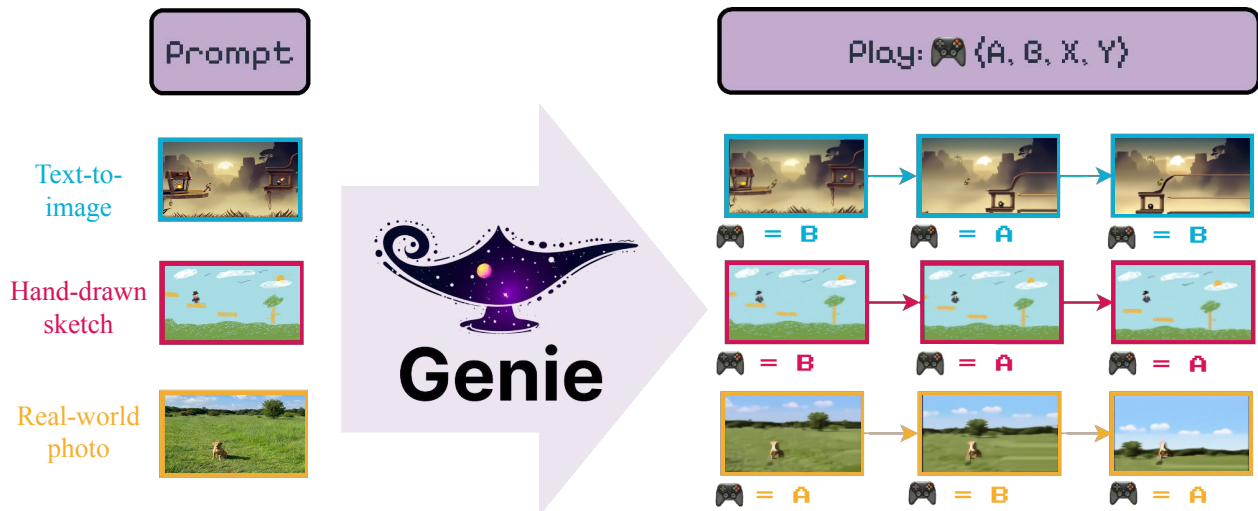 Prompt
Play: {A, B, X, Y}
Text-to-
image
= B
= A
= B
Hand-drawn
sketch
= B
= A
= A
Genie
Real-world
photo
= A
= B
= A